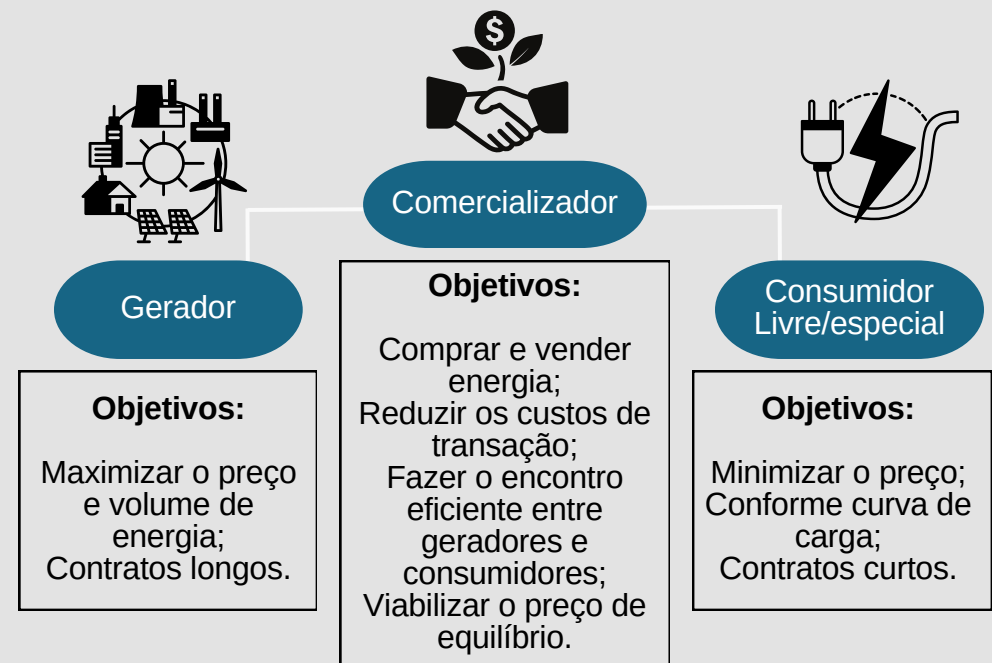 $
Comercializador
Gerador
Consumidor
Livre/especial
Objetivos:
Maximizar o preço
e volume de
energia;
Contratos longos.
Objetivos:
Comprar e vender
energia;
Reduzir os custos de
transação;
Fazer o encontro
eficiente entre
geradores e
consumidores;
Viabilizar o preço de
equilíbrio.
Objetivos:
Minimizar o preço;
Conforme curva de
carga;
Contratos curtos.